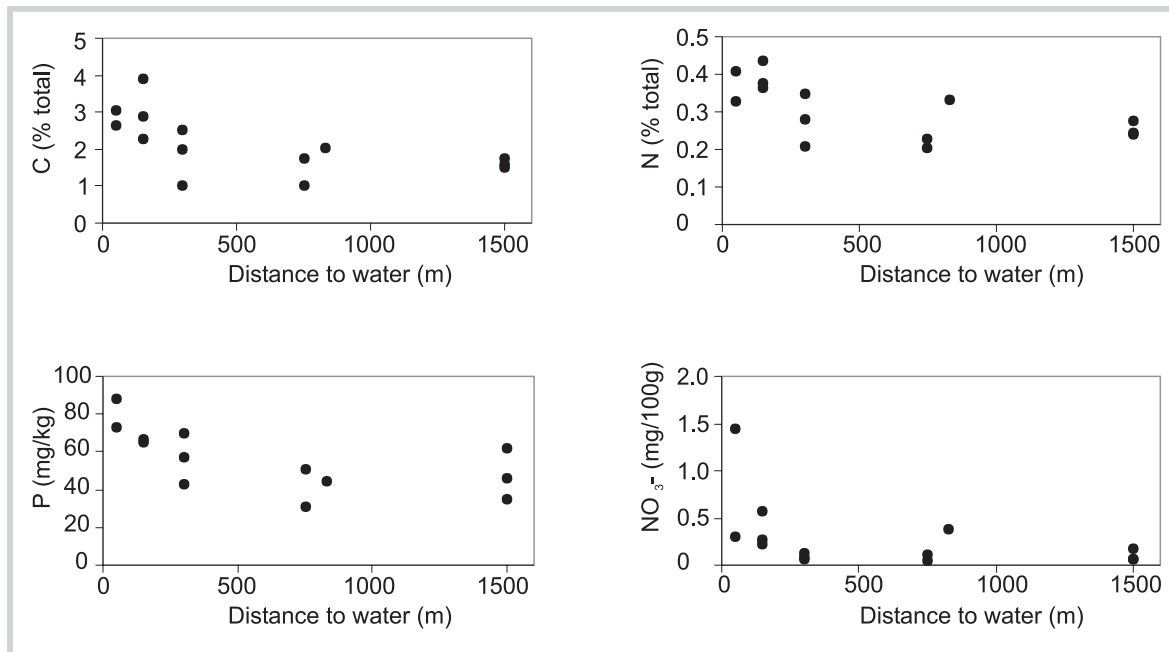 C (% total)
5
4
3
2
1
0
0 500 1000 1500
Distance to water (m)
N (% total)
0.5
0.4
0.3
0.2
0.1
0
0 500 1000 1500
Distance to water (m)
P (mg/kg)
100
80
60
40
20
0
0 500 1000 1500
Distance to water (m)
NO₃- (mg/100g)
2.0
1.5
1.0
0.5
0
0 500 1000 1500
Distance to water (m)